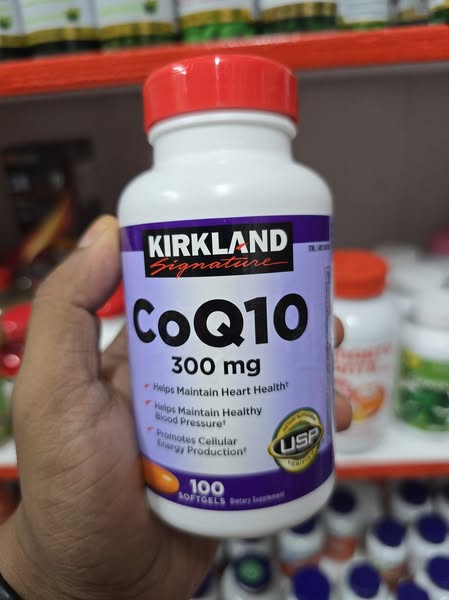 KIRKLAND
Signature
CoQ10
300 mg
Helps Maintain Heart Health†
Helps Maintain Healthy
Blood Pressure†
Promotes Cellular
Energy Production†
USP
VERIFIED
100
SOFTGELS Dietary Supplement